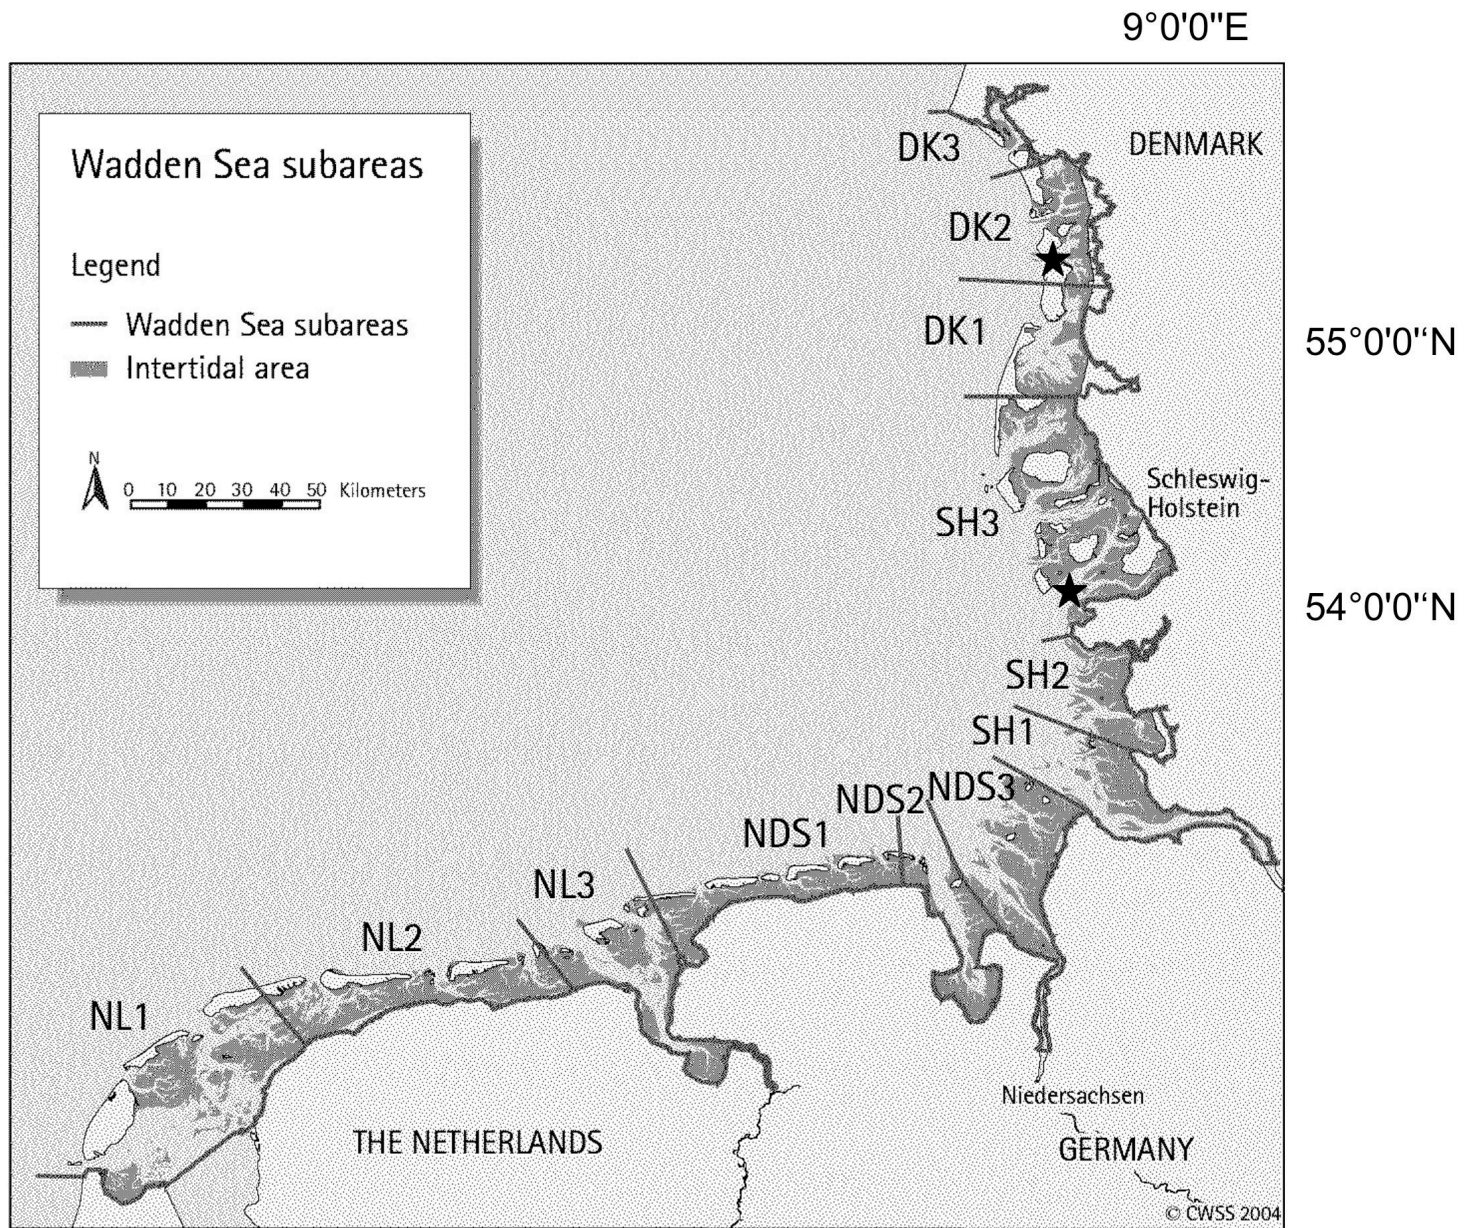 9°0'0"E
Wadden Sea subareas
Legend
Wadden Sea subareas
Intertidal area
N
0 10 20 30 40 50 Kilometers
DK3
DENMARK
DK2
DK1
55°0'0“N
Schleswig-
Holstein
SH3
54°0'0“N
SH2
SH1
NDS3
NDS2
NDS1
NL3
NL2
NL1
Niedersachsen
THE NETHERLANDS
GERMANY
© CWSS 2004